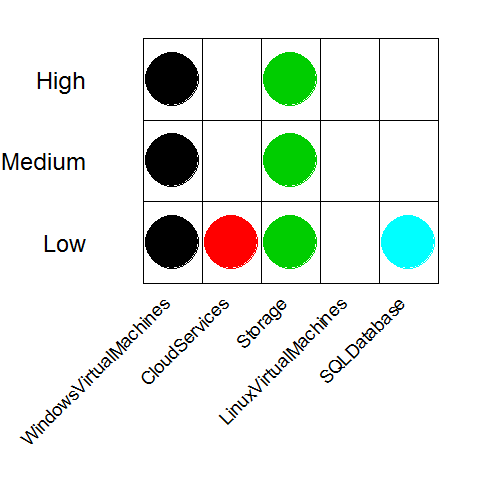 High
Medium
Low
WindowsVirtualMachines
CloudServices
Storage
LinuxVirtualMachines
SQLDatabase